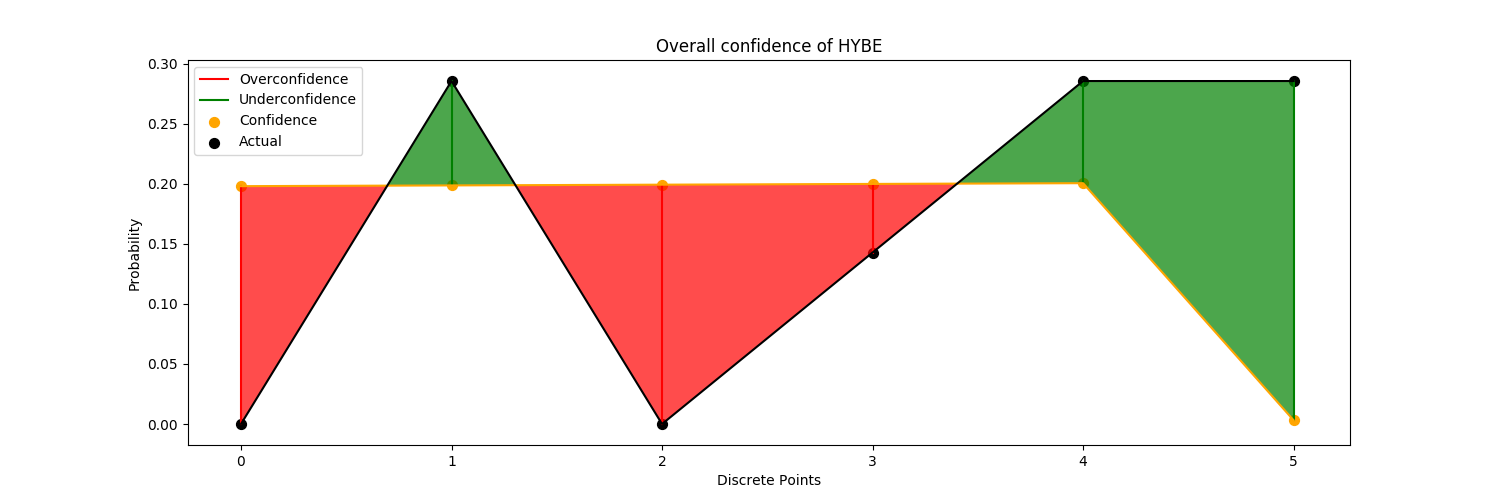 Overall confidence of HYBE
Overconfidence
Underconfidence
Confidence
Actual
Probability
0.30
0.25
0.20
0.15
0.10
0.05
0.00
0 1 2 3 4 5
Discrete Points